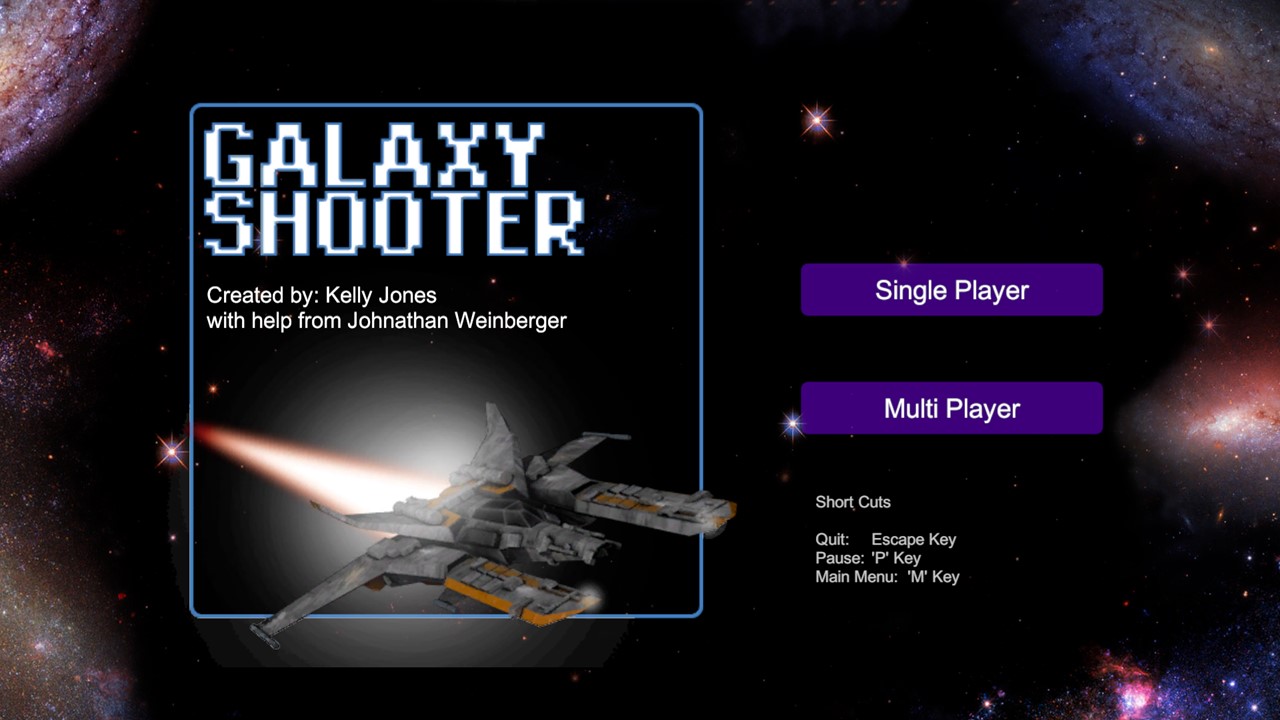 GALAXY
SHOOTER
Created by: Kelly Jones
with help from Johnathan Weinberger
Single Player
Multi Player
Short Cuts
Quit: Escape Key
Pause: 'P' Key
Main Menu: 'M' Key